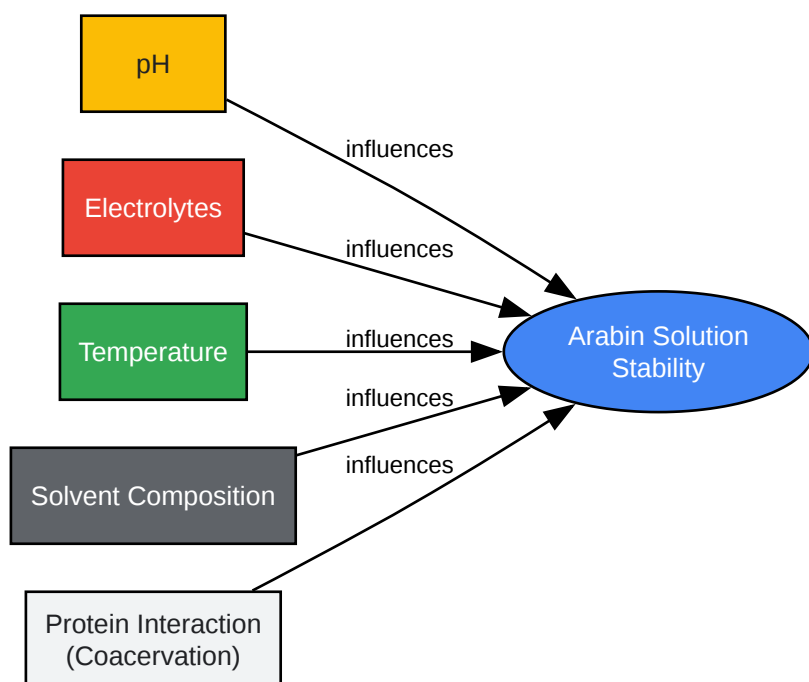 pH
influences
Electrolytes
influences
Temperature
influences
Arabin Solution
Stability
influences
Solvent Composition
influences
Protein Interaction
(Coacervation)